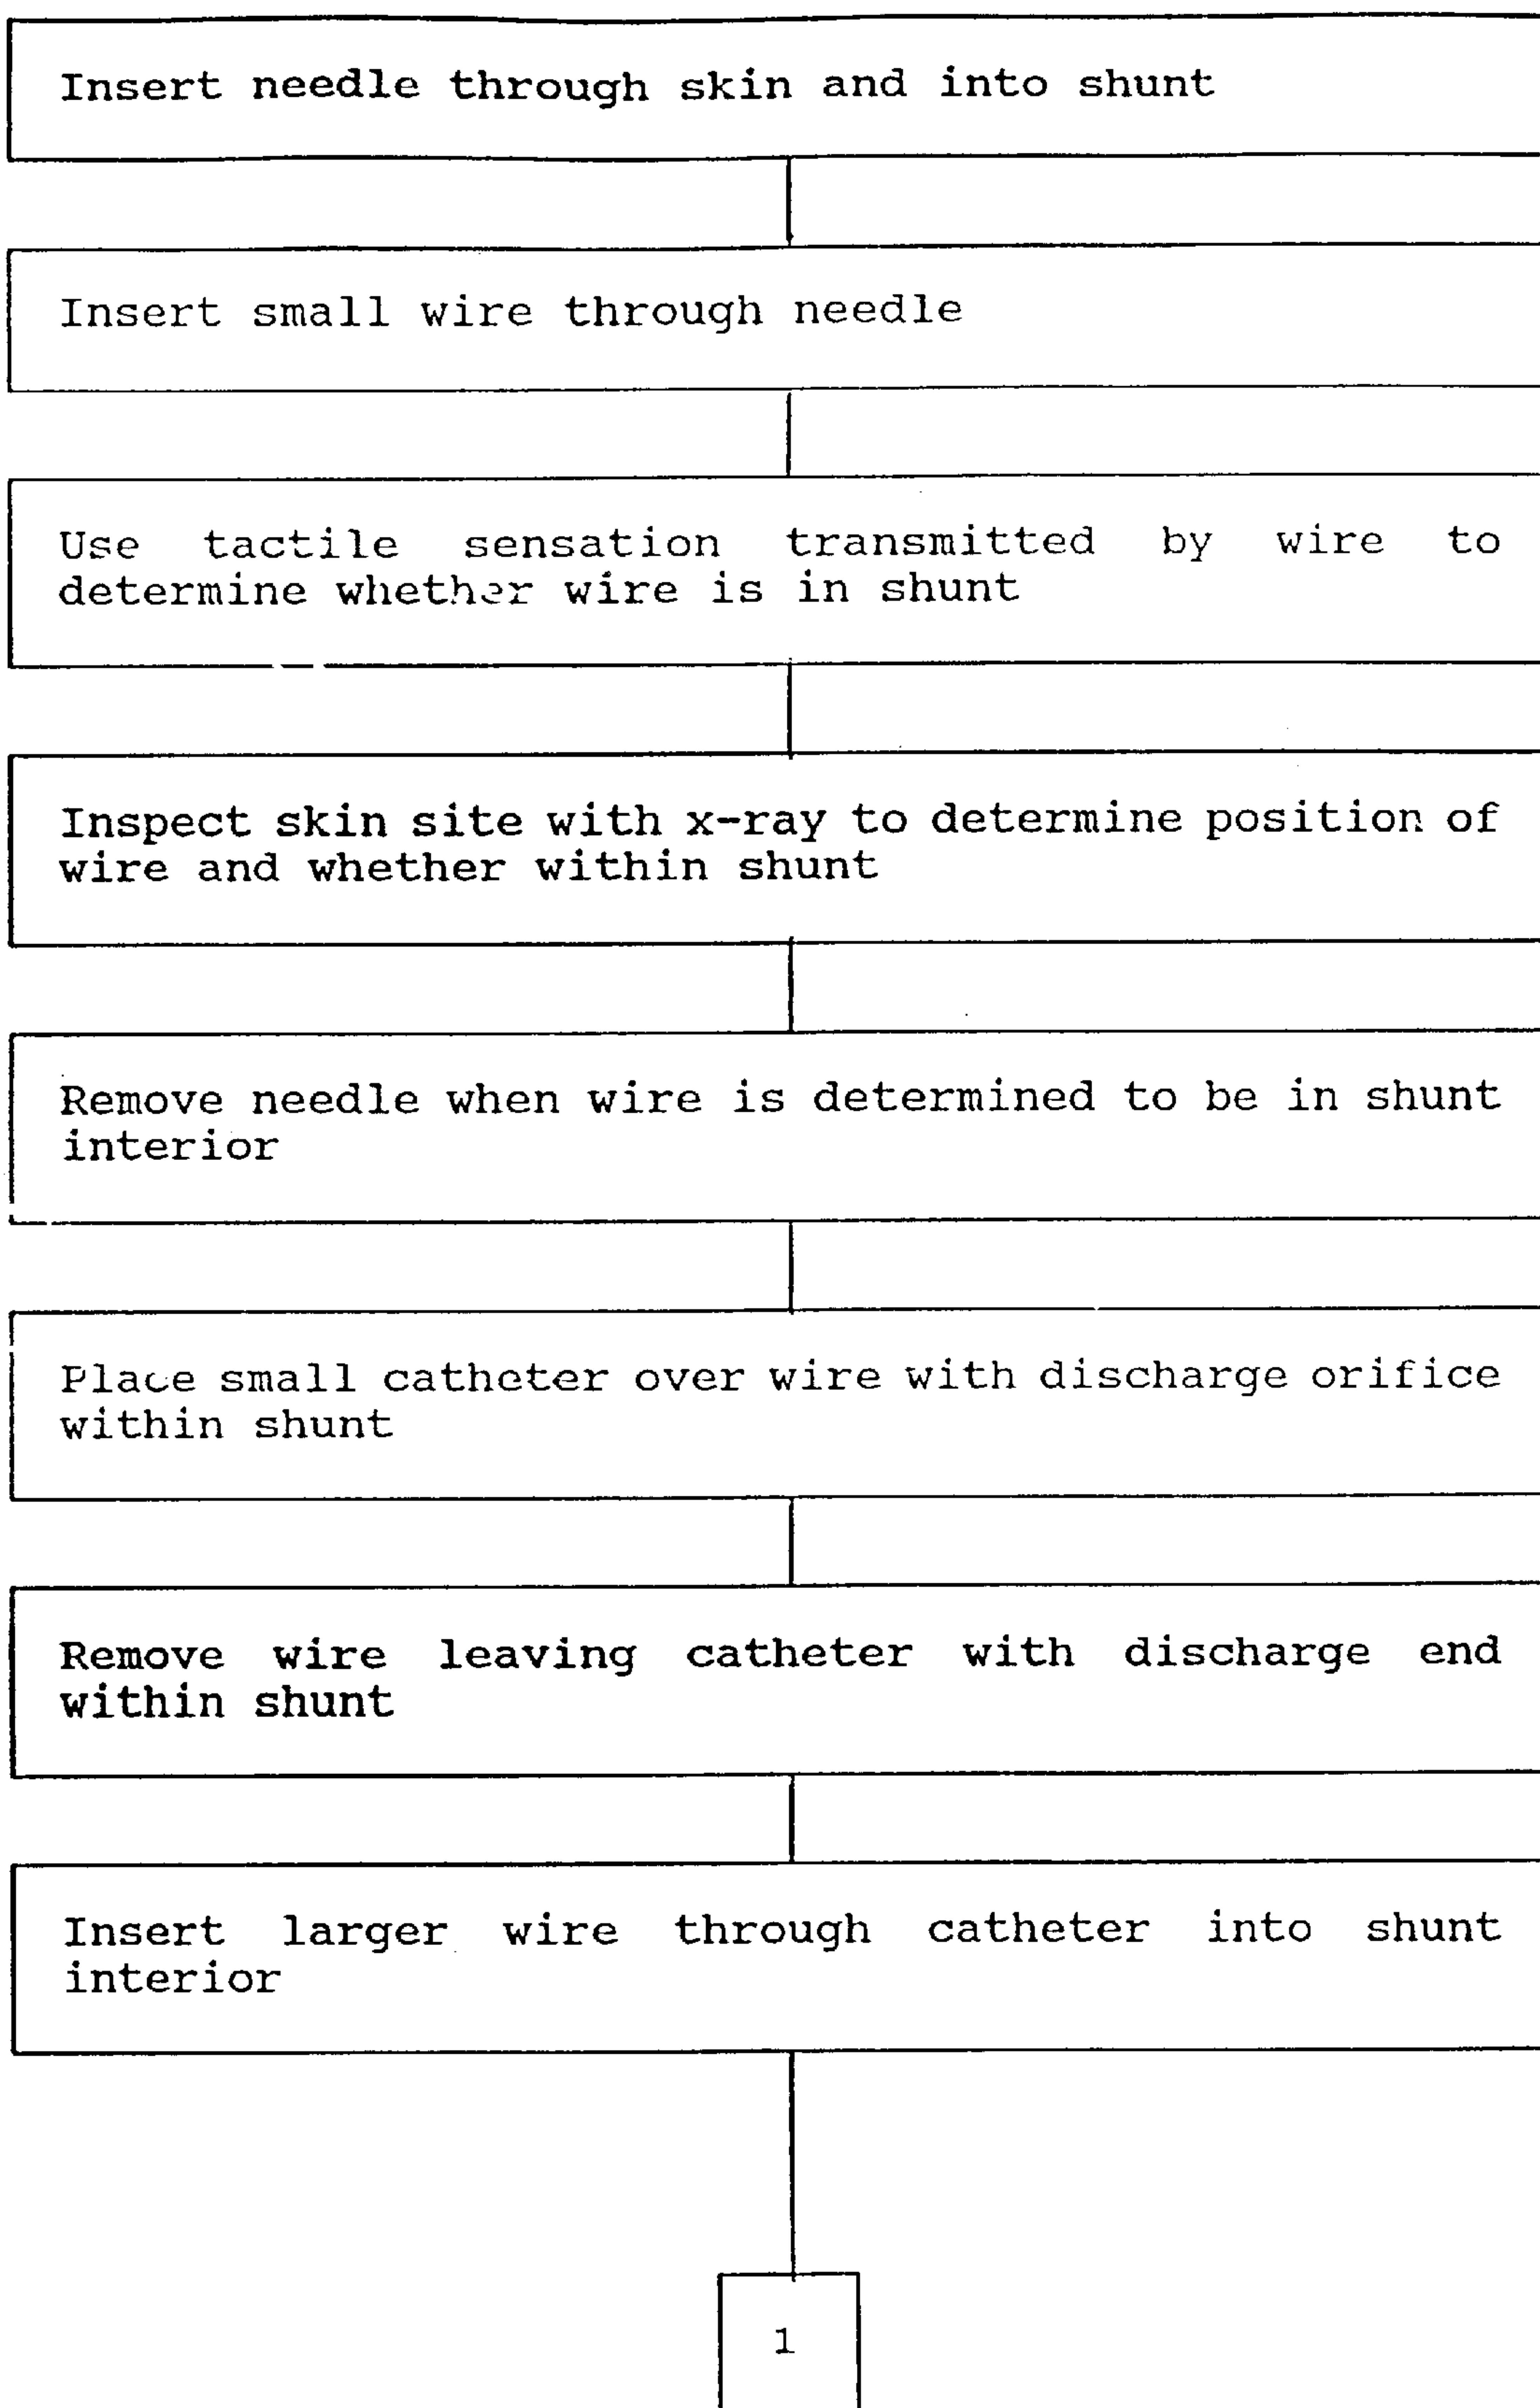 Insert needle through skin and into shunt
Insert small wire through needle
Use tactile sensation transmitted by wire to
determine whether wire is in shunt
Inspect skin site with x-ray to determine position of
wire and whether within shunt
Remove needle when wire is determined to be in shunt
interior
Place small catheter over wire with discharge orifice
within shunt
Remove wire leaving catheter with discharge end
within shunt
Insert larger wire through catheter into shunt
interior
1